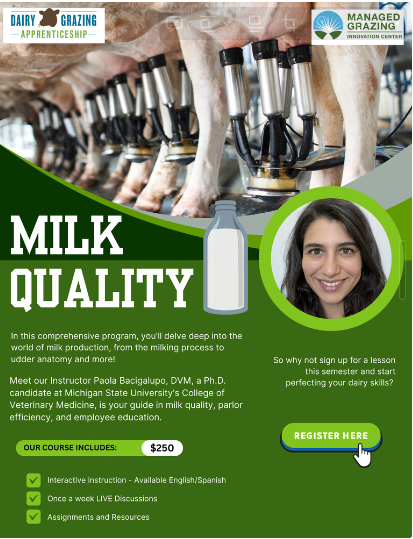 DAIRY GRAZING
APPRENTICESHIP
MANAGED
GRAZING
INNOVATION CENTER
MILK
QUALITY
In this comprehensive program, you'll delve deep into the
world of milk production, from the milking process to
udder anatomy and more!
Meet our Instructor Paola Bacigalupo, DVM, a Ph.D.
candidate at Michigan State University's College of
Veterinary Medicine, is your guide in milk quality, parlor
efficiency, and employee education.
So why not sign up for a lesson
this semester and start
perfecting your dairy skills?
REGISTER HERE
OUR COURSE INCLUDES: $250
Interactive instruction - Available English/Spanish
Once a week LIVE Discussions
Assignments and Resources